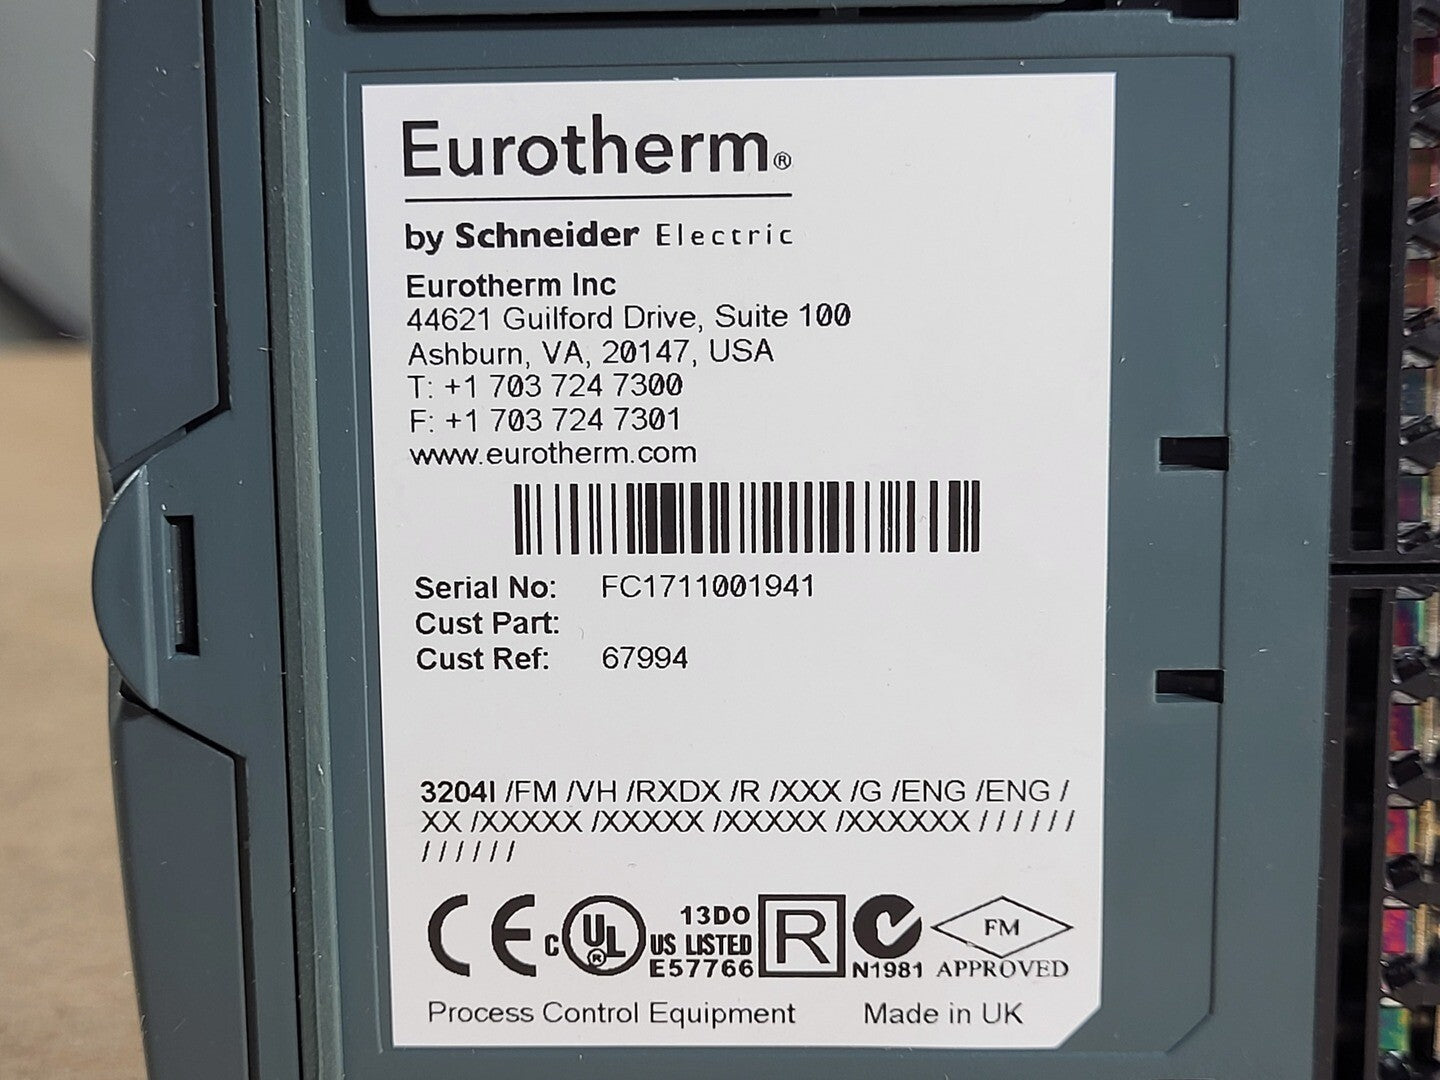 Eurotherm®
by Schneider Electric
Eurotherm Inc
44621 Guilford Drive, Suite 100
Ashburn, VA, 20147, USA
T: +1 703 724 7300
F: +1 703 724 7301
www.eurotherm.com
Serial No: FC1711001941
Cust Part:
Cust Ref: 67994
3204I /FM /VH /RXDX /R /XXX /G /ENG /ENG /
XX /XXXXX /XXXXX /XXXXX /XXXXXX / / / / / /
/ / / / / /
CE C UL ® US LISTED 13DO E57766 R N1981 FM APPROVED
Process Control Equipment Made in UK